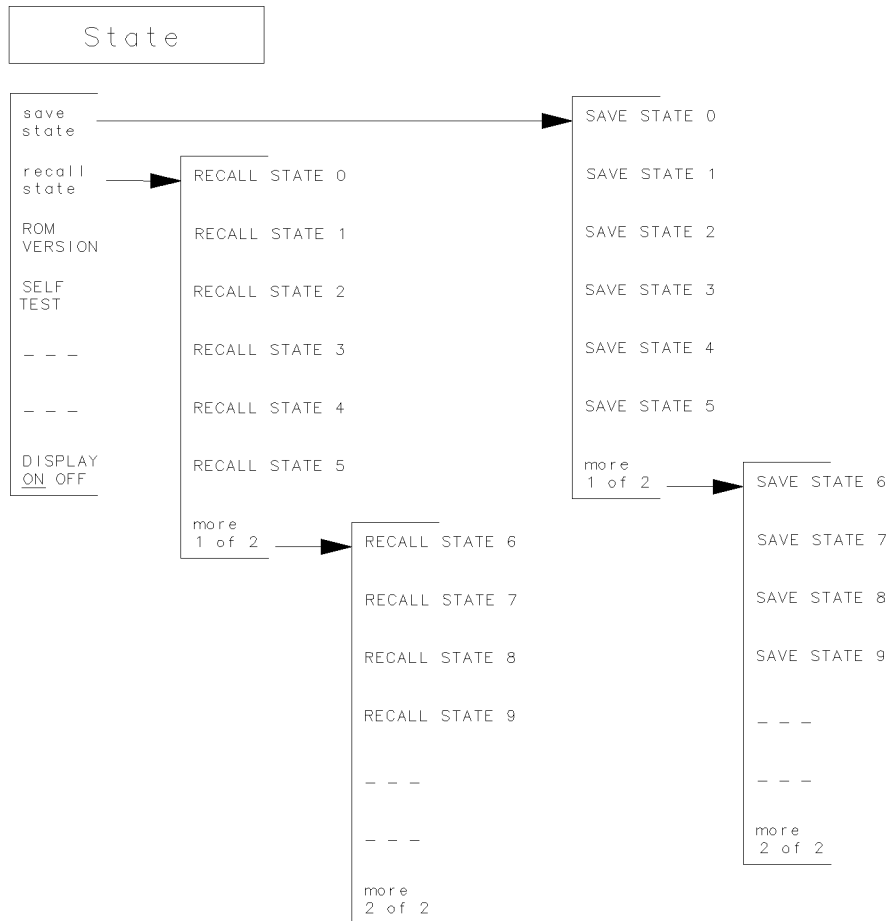 State
save
state
recall
state
ROM
VERSION
SELF
TEST
_ _ _
_ _ _
DISPLAY
ON OFF
RECALL STATE 0
RECALL STATE 1
RECALL STATE 2
RECALL STATE 3
RECALL STATE 4
RECALL STATE 5
more
1 of 2
RECALL STATE 6
RECALL STATE 7
RECALL STATE 8
RECALL STATE 9
_ _ _
_ _ _
more
2 of 2
SAVE STATE 0
SAVE STATE 1
SAVE STATE 2
SAVE STATE 3
SAVE STATE 4
SAVE STATE 5
more
1 of 2
SAVE STATE 6
SAVE STATE 7
SAVE STATE 8
SAVE STATE 9
_ _ _
_ _ _
more
2 of 2